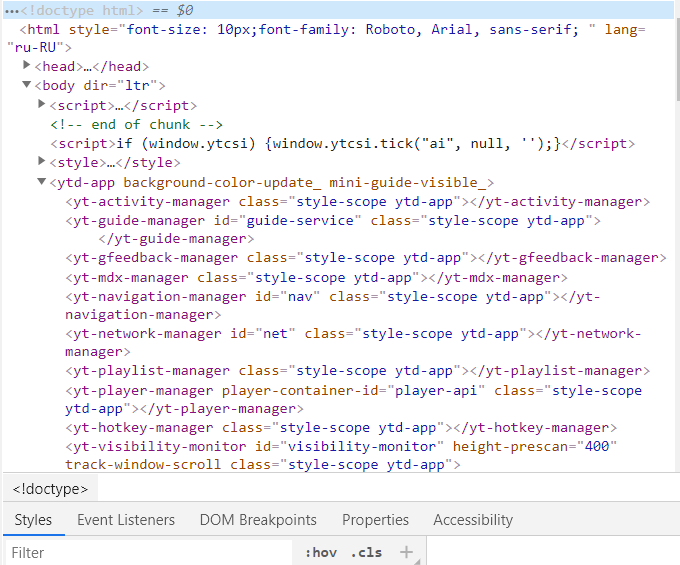 …<!doctype html> == $0
<html style="font-size: 10px;font-family: Roboto, Arial, sans-serif; " lang=
"ru-RU">
<head>…</head>
<body dir="ltr">
<script>…</script>
<!-- end of chunk -->
<script>if (window.ytcsi) {window.ytcsi.tick("ai", null, '');}</script>
<style>…</style>
<ytd-app background-color-update_ mini-guide-visible_>
<yt-activity-manager class="style-scope ytd-app"></yt-activity-manager>
<yt-guide-manager id="guide-service" class="style-scope ytd-app">
</yt-guide-manager>
<yt-gfeedback-manager class="style-scope ytd-app"></yt-gfeedback-manager>
<yt-mdx-manager class="style-scope ytd-app"></yt-mdx-manager>
<yt-navigation-manager id="nav" class="style-scope ytd-app"></yt-
navigation-manager>
<yt-network-manager id="net" class="style-scope ytd-app"></yt-network-
manager>
<yt-playlist-manager class="style-scope ytd-app"></yt-playlist-manager>
<yt-player-manager player-container-id="player-api" class="style-scope
ytd-app"></yt-player-manager>
<yt-hotkey-manager class="style-scope ytd-app"></yt-hotkey-manager>
<yt-visibility-monitor id="visibility-monitor" height-prescan="400"
track-window-scroll class="style-scope ytd-app">
<!doctype>
Styles Event Listeners DOM Breakpoints Properties Accessibility
Filter :hov .cls +